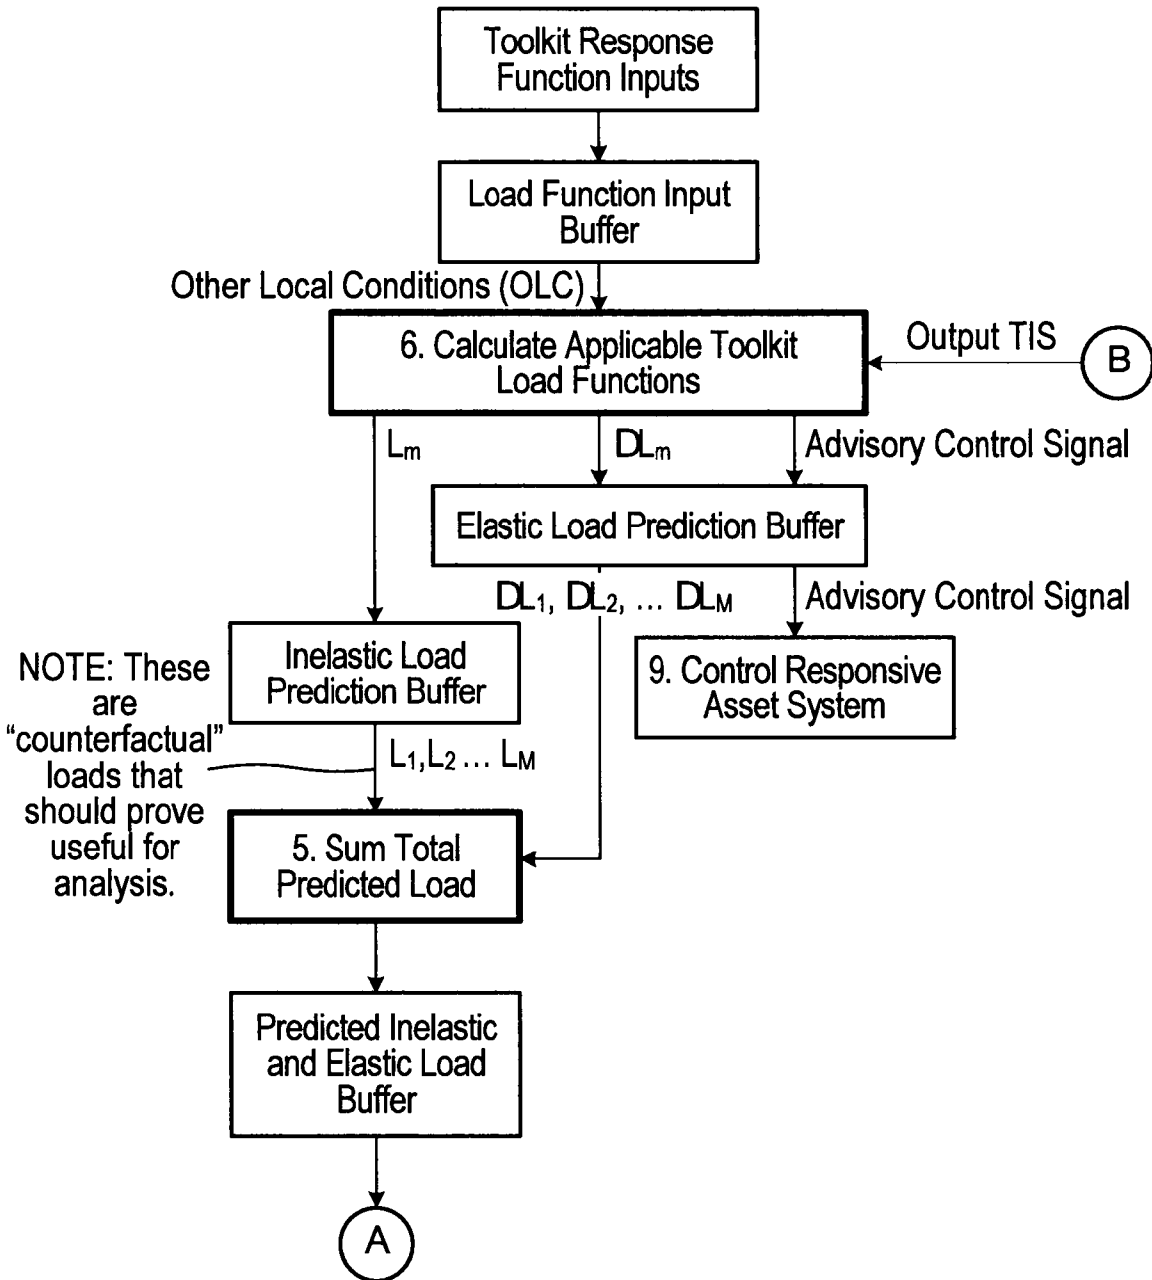 Toolkit Response
Function Inputs
Load Function Input
Buffer
Other Local Conditions (OLC)
6. Calculate Applicable Toolkit
Load Functions
Output TIS
B
Lm
DLm
Advisory Control Signal
Elastic Load Prediction Buffer
DL1, DL2, ... DLM
Advisory Control Signal
Inelastic Load
Prediction Buffer
9. Control Responsive
Asset System
NOTE: These
are
“counterfactual”
loads that
should prove
useful for
analysis.
L1,L2 ... LM
5. Sum Total
Predicted Load
Predicted Inelastic
and Elastic Load
Buffer
A